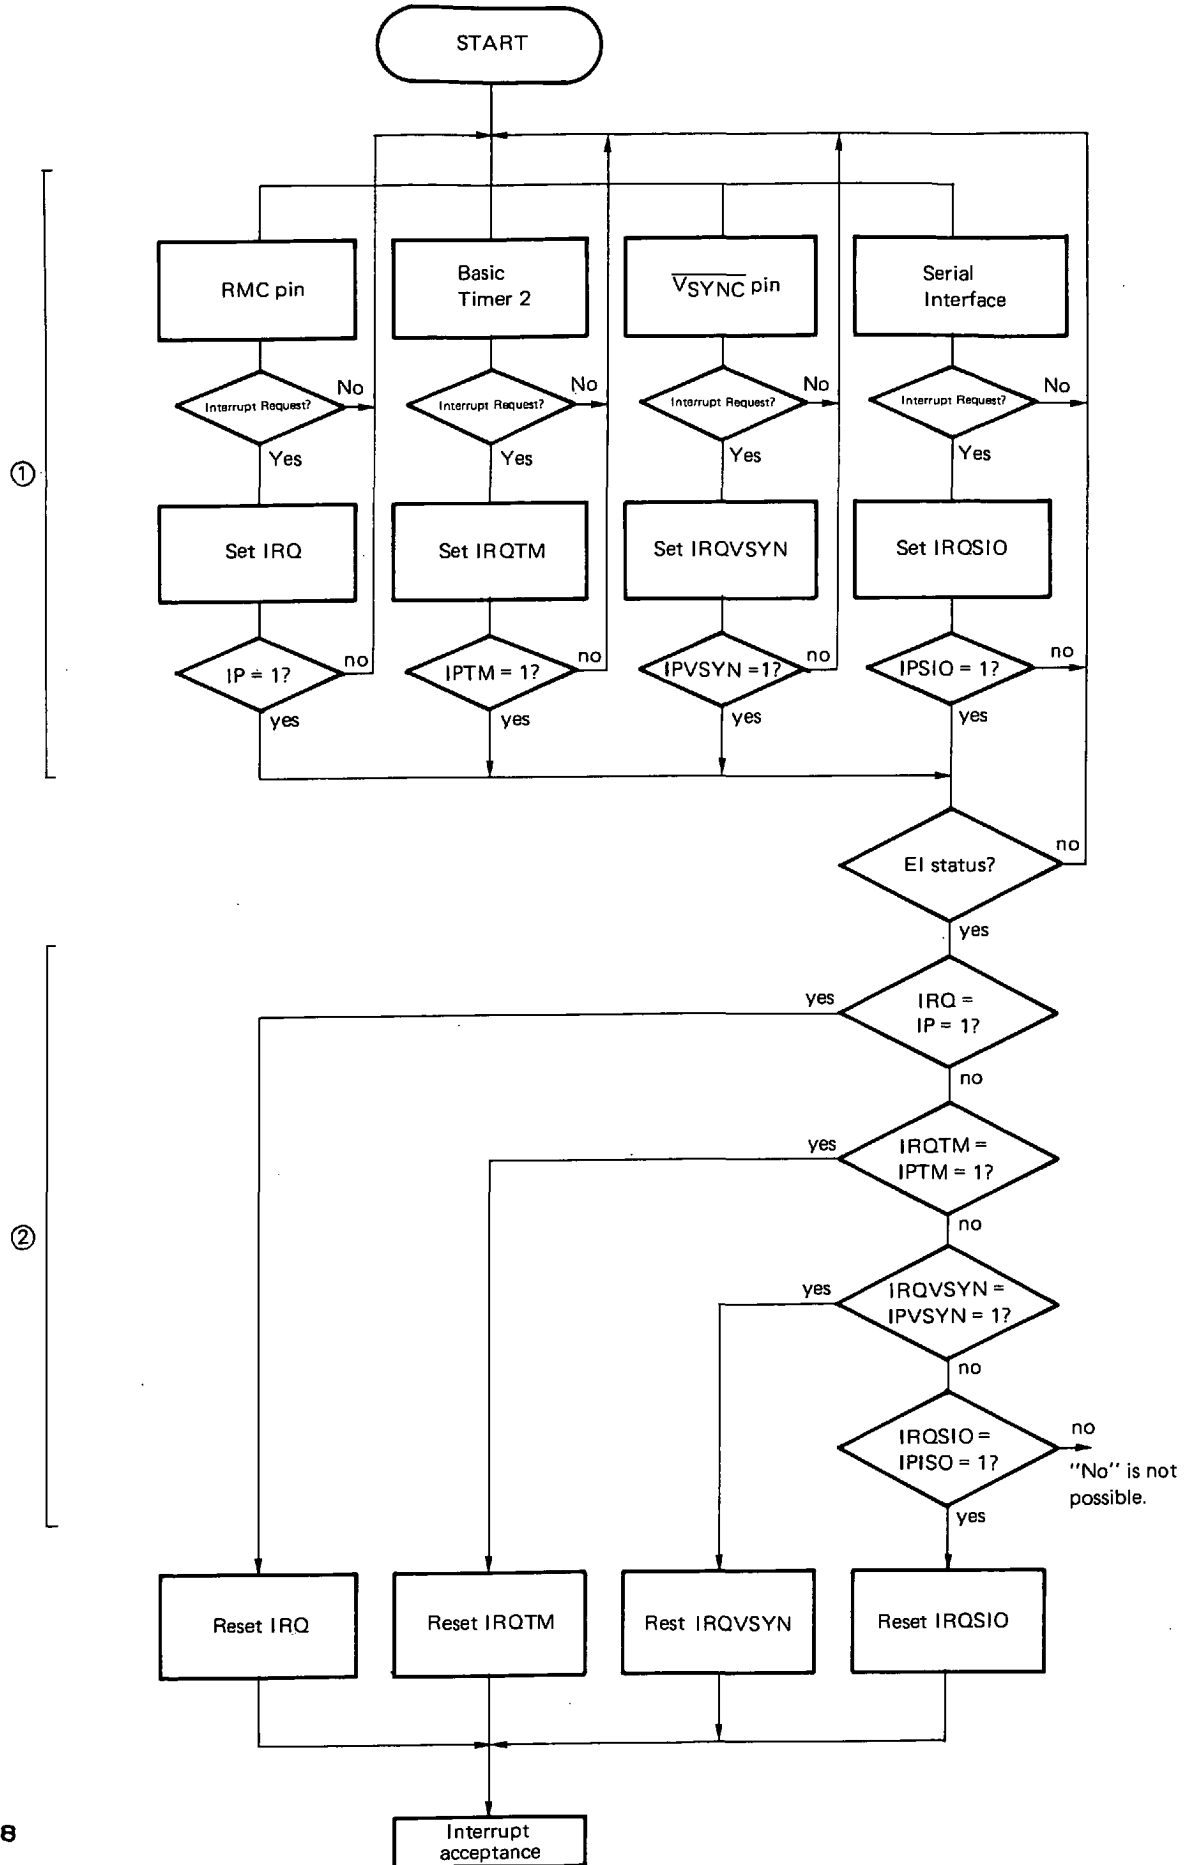 START
RMC pin
Basic
Timer 2
VSYNC pin
Serial
Interface
Interrupt Request?
No
Interrupt Request?
No
Interrupt Request?
No
Interrupt Request?
No
Yes
Yes
Yes
Yes
①
Set IRQ
Set IRQTM
Set IRQVSYN
Set IRQSIO
IP = 1?
no
IPTM = 1?
no
IPVSYN = 1?
no
IPSIO = 1?
no
yes
yes
yes
yes
EI status?
no
yes
yes
IRQ =
IP = 1?
no
yes
IRQTM =
IPTM = 1?
no
②
yes
IRQVSYN =
IPVSYN = 1?
no
IRQSIO =
IPISO = 1?
no
"No" is not
possible.
yes
Reset IRQ
Reset IRQTM
Rest IRQVSYN
Reset IRQSIO
Interrupt
acceptance
8